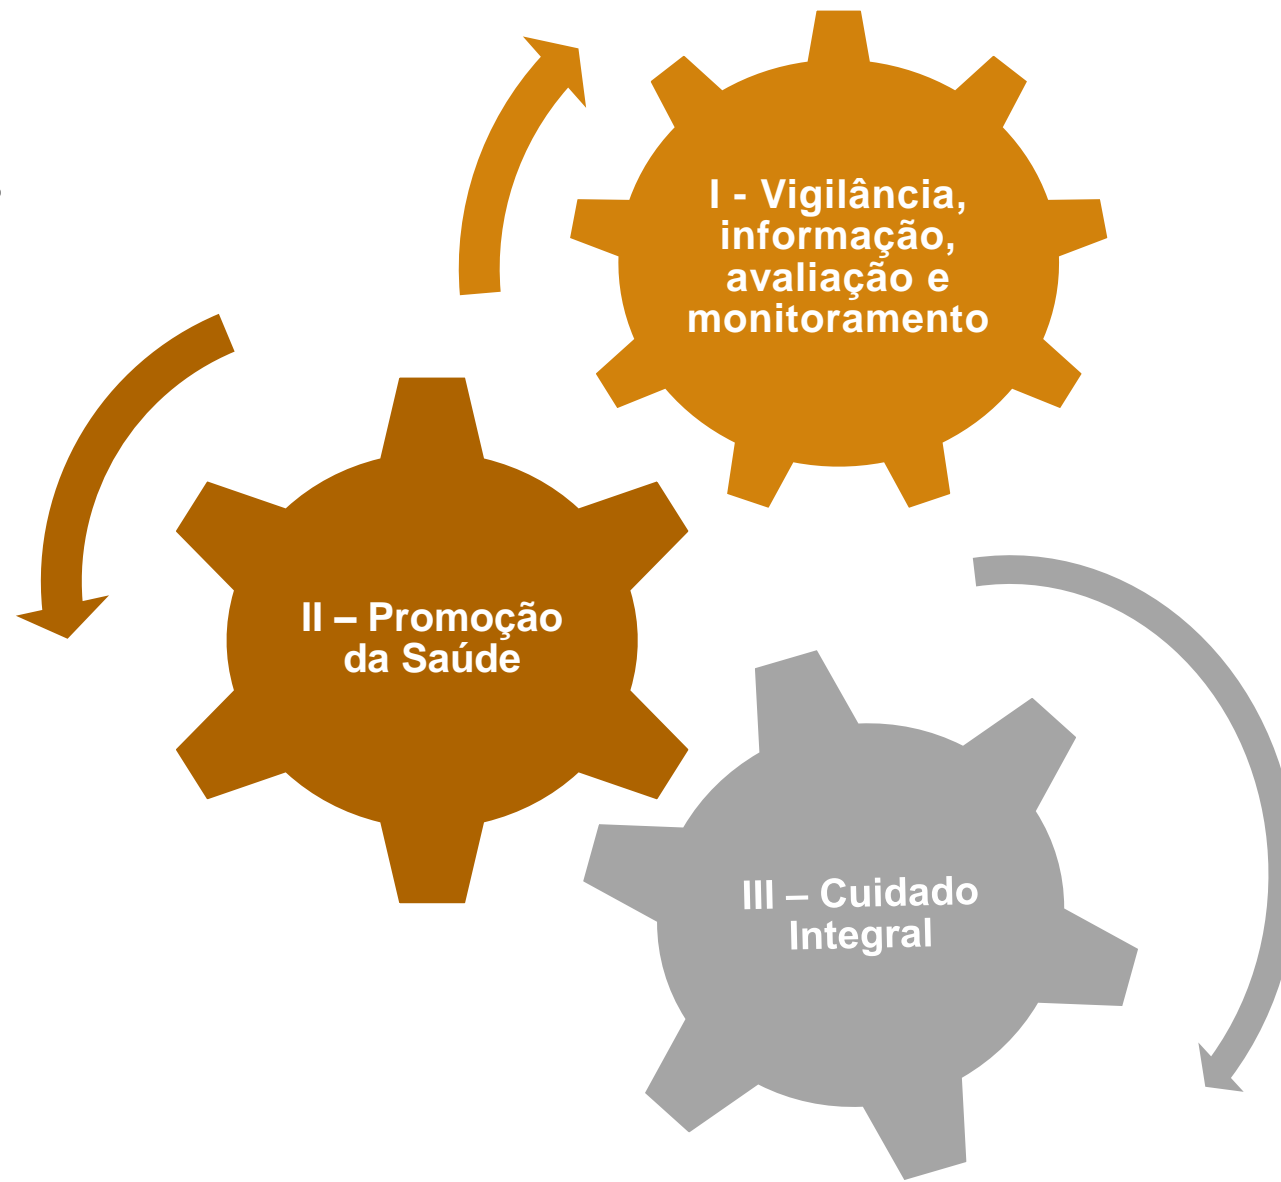 I - Vigilância,
informação,
avaliação e
monitoramento
II – Promoção
da Saúde
III – Cuidado
Integral